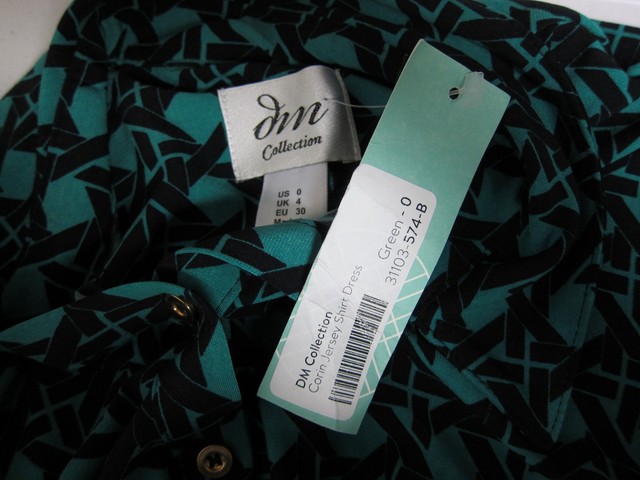 dm
Collection
US 0
UK 4
EU 30
DM Collection
Corin Jersey Shirt Dress
Green - 0
31103-574-B